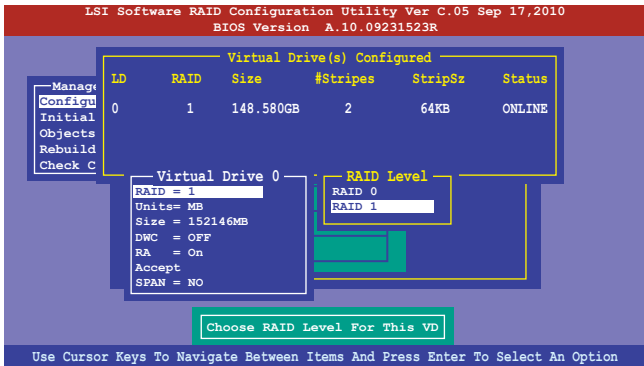 LSI Software RAID Configuration Utility Ver C.05 Sep 17,2010
BIOS Version A.10.09231523R
Virtual Drive(s) Configured
LD RAID Size #Stripes StripSz Status
0 1 148.580GB 2 64KB ONLINE
Manage
Configu
Initial
Objects
Rebuild
Check C
Virtual Drive 0
RAID = 1
Units= MB
Size = 152146MB
DWC = OFF
RA = On
Accept
SPAN = NO
RAID Level
RAID 0
RAID 1
Choose RAID Level For This VD
Use Cursor Keys To Navigate Between Items And Press Enter To Select An Option